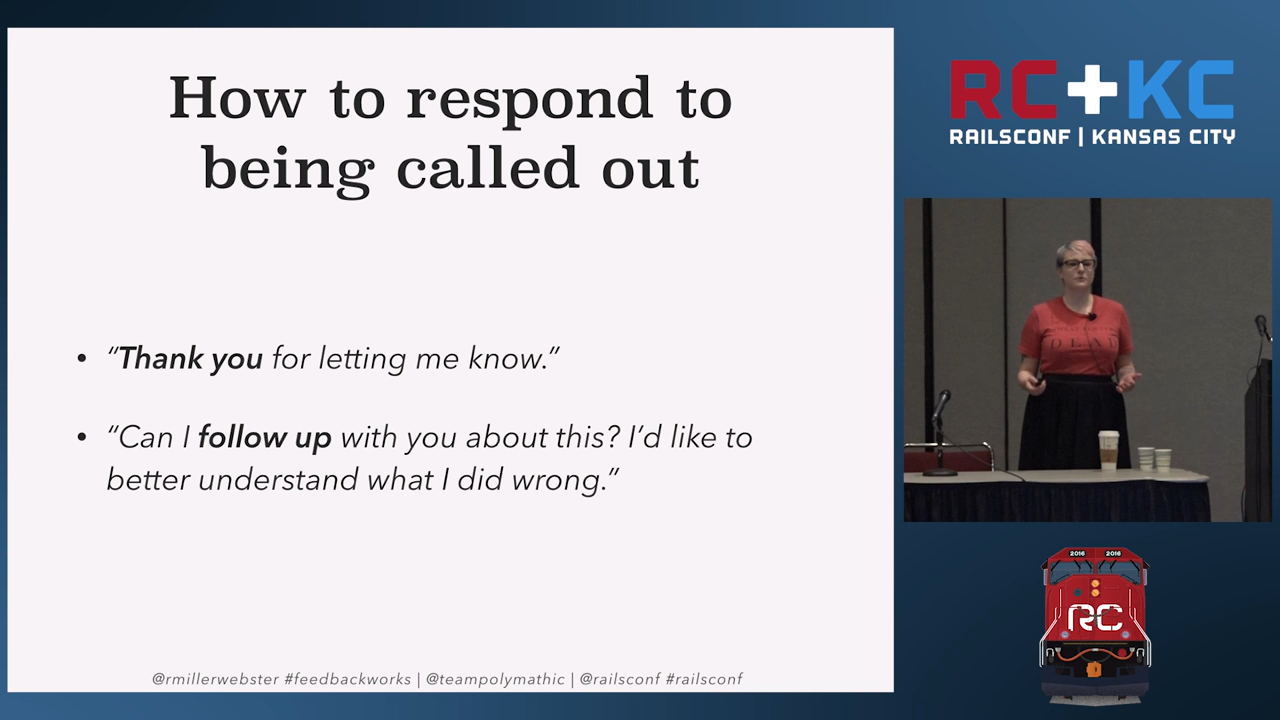 How to respond to
being called out
• “Thank you for letting me know.”
• “Can I follow up with you about this? I’d like to
better understand what I did wrong.”
@rmillerwebster #feedbackworks | @teampolymathic | @railsconf #railsconf
RC+KC
RAILSCONF | KANSAS CITY
2016 2016
RC